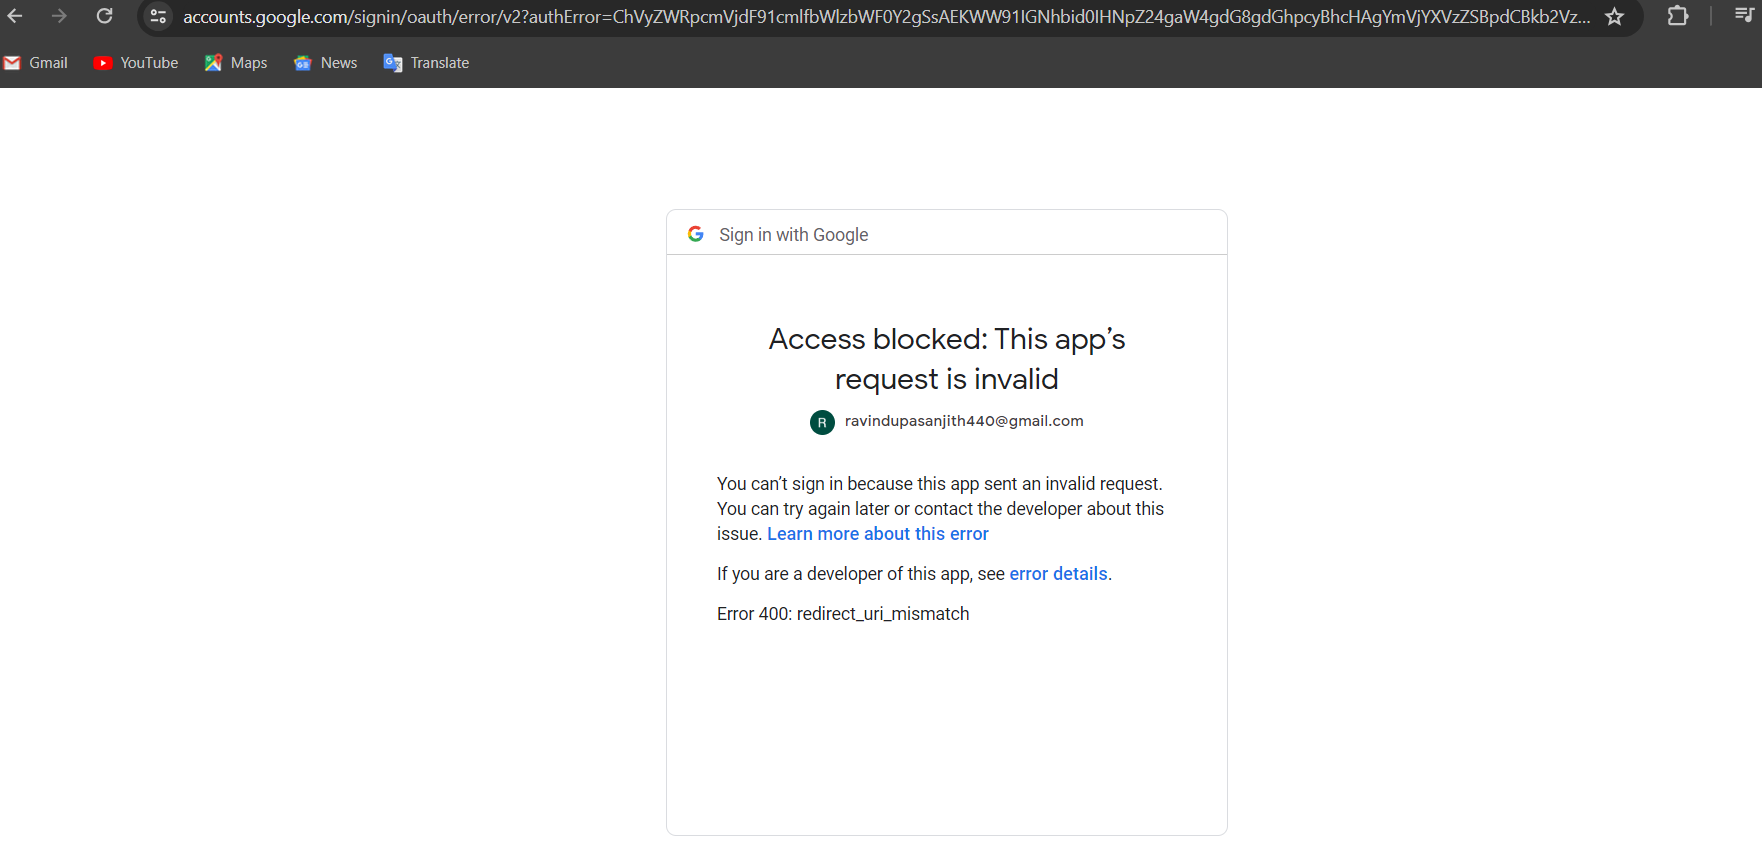 accounts.google.com/signin/oauth/error/v2?authError=ChVyZWRpcmVjdF91cmlfbWlzbWF0Y2gSsAEKWW91IGNhbid0IHNpZ24gaW4gdG8gdGhpcyBhcHAgYmVjYXVzZSBpdCBkb2Vz...
Gmail YouTube Maps News Translate
Sign in with Google
Access blocked: This app’s
request is invalid
R ravindupasanjith440@gmail.com
You can’t sign in because this app sent an invalid request.
You can try again later or contact the developer about this
issue. Learn more about this error
If you are a developer of this app, see error details.
Error 400: redirect_uri_mismatch